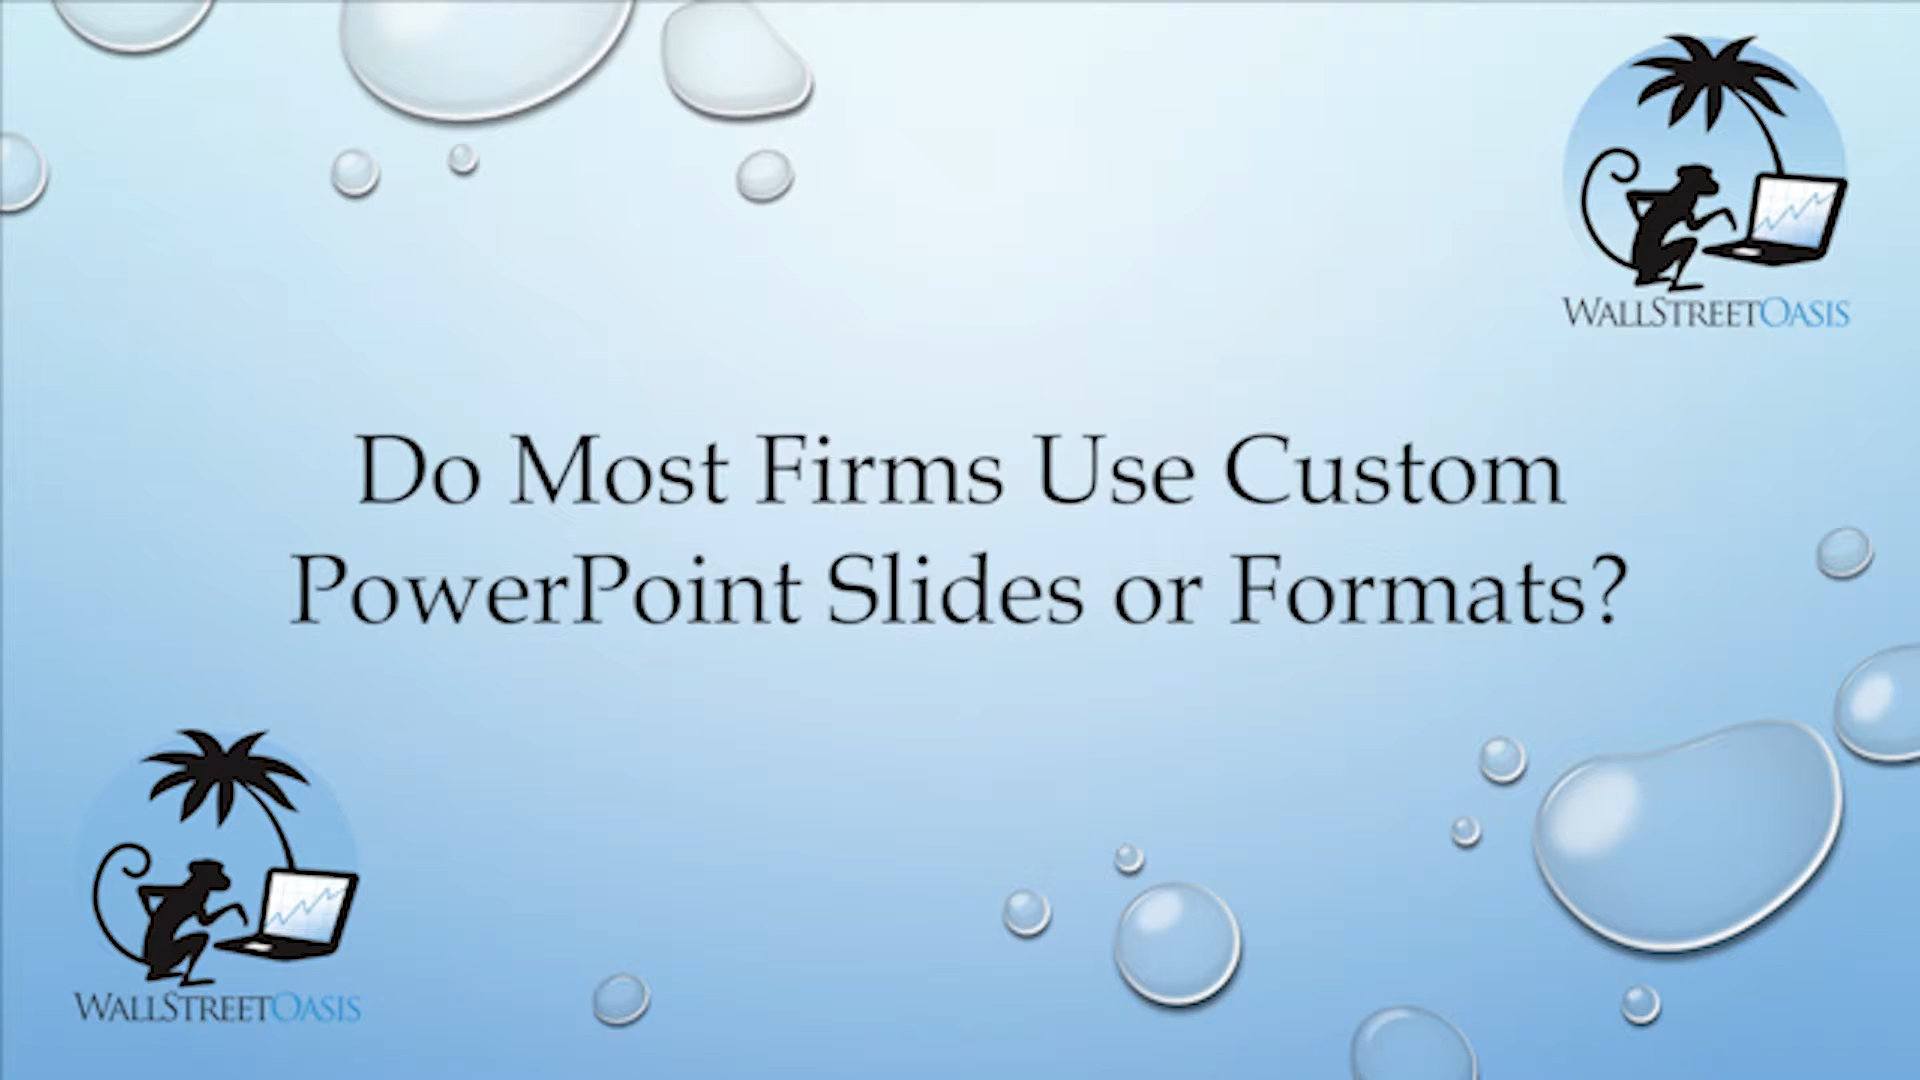 WALLSTREETOASIS
Do Most Firms Use Custom
PowerPoint Slides or Formats?
WALLSTREETOASIS